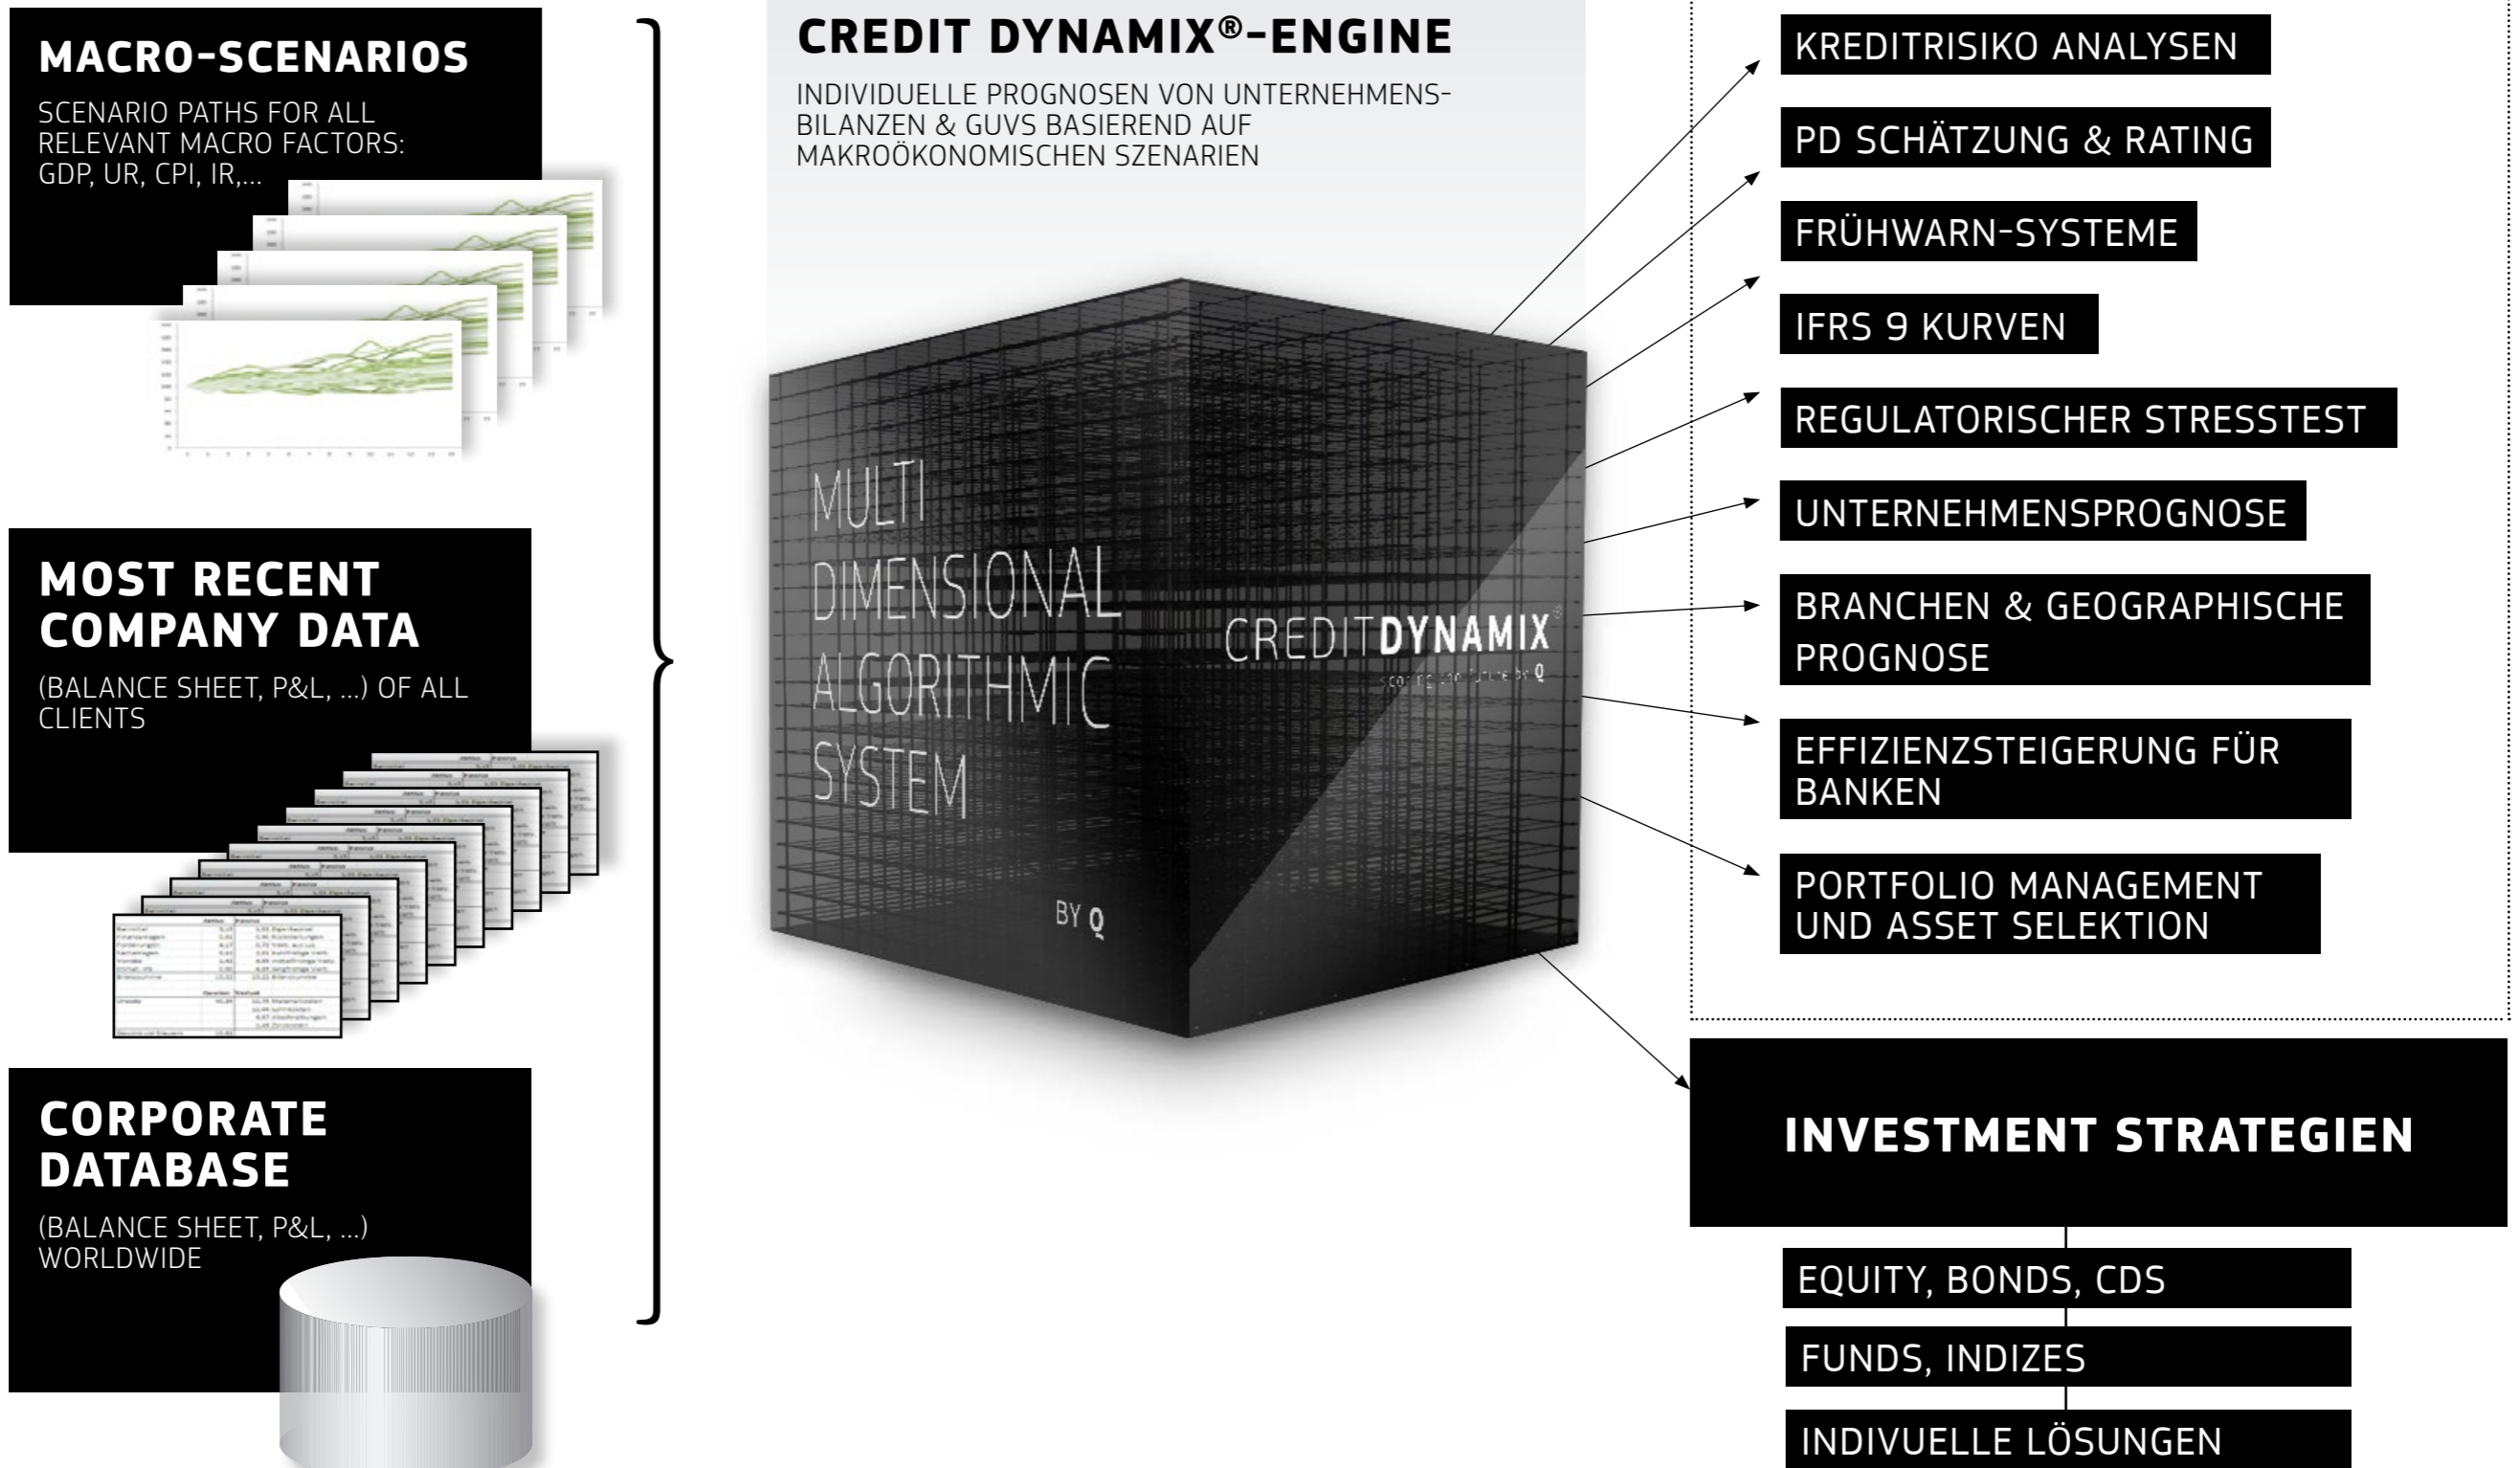 MACRO-SCENARIOS
SCENARIO PATHS FOR ALL
RELEVANT MACRO FACTORS:
GDP, UR, CPI, IR,...
MOST RECENT
COMPANY DATA
(BALANCE SHEET, P&L, ...) OF ALL
CLIENTS
CORPORATE
DATABASE
(BALANCE SHEET, P&L, ...)
WORLDWIDE
CREDIT DYNAMIX®-ENGINE
INDIVIDUELLE PROGNOSEN VON UNTERNEHMENS-
BILANZEN & GUVS BASIEREND AUF
MAKROÖKONOMISCHEN SZENARIEN
MULTI
DIMENSIONAL
ALGORITHMIC
SYSTEM
BY Q
CREDITDYNAMIX®
scoring the future by Q
KREDITRISIKO ANALYSEN
PD SCHÄTZUNG & RATING
FRÜHWARN-SYSTEME
IFRS 9 KURVEN
REGULATORISCHER STRESSTEST
UNTERNEHMENSPROGNOSE
BRANCHEN & GEOGRAPHISCHE
PROGNOSE
EFFIZIENZSTEIGERUNG FÜR
BANKEN
PORTFOLIO MANAGEMENT
UND ASSET SELEKTION
INVESTMENT STRATEGIEN
EQUITY, BONDS, CDS
FUNDS, INDIZES
INDIVUELLE LÖSUNGEN